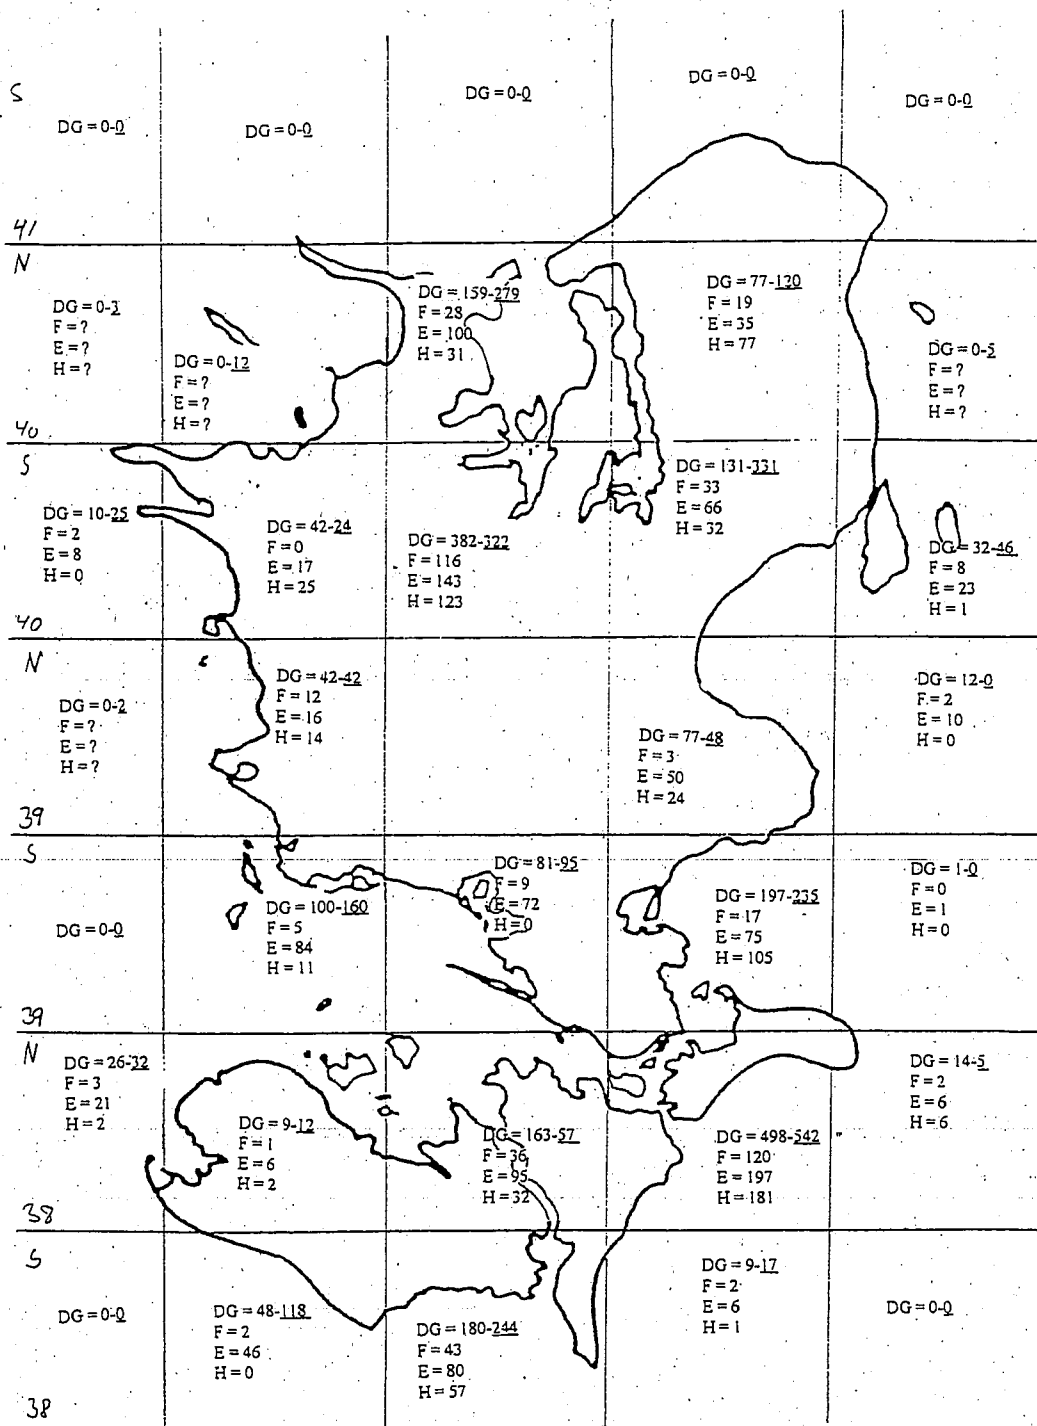 S
DG = 0-0
DG = 0-0
DG = 0-0
DG = 0-0
DG = 0-0
41
N
DG = 0-3
F = ?
E = ?
H = ?
DG = 0-12
F = ?
E = ?
H = ?
DG = 159-279
F = 28
E = 100
H = 31
DG = 77-120
F = 19
E = 35
H = 77
DG = 0-5
F = ?
E = ?
H = ?
40
S
DG = 10-25
F = 2
E = 8
H = 0
DG = 42-24
F = 0
E = 17
H = 25
DG = 382-322
F = 116
E = 143
H = 123
DG = 131-331
F = 33
E = 66
H = 32
DG = 32-46
F = 8
E = 23
H = 1
40
N
DG = 0-2
F = ?
E = ?
H = ?
DG = 42-42
F = 12
E = 16
H = 14
DG = 77-48
F = 3
E = 50
H = 24
DG = 12-0
F = 2
E = 10
H = 0
39
S
DG = 0-0
DG = 100-160
F = 5
E = 84
H = 11
DG = 81-95
F = 9
E = 72
H = 0
DG = 197-235
F = 17
E = 75
H = 105
DG = 1-0
F = 0
E = 1
H = 0
39
N
DG = 26-32
F = 3
E = 21
H = 2
DG = 9-12
F = 1
E = 6
H = 2
DG = 163-57
F = 36
E = 95
H = 32
DG = 498-542
F = 120
E = 197
H = 181
DG = 14-5
F = 2
E = 6
H = 6
38
S
DG = 0-0
DG = 48-118
F = 2
E = 46
H = 0
DG = 180-244
F = 43
E = 80
H = 57
DG = 9-17
F = 2
E = 6
H = 1
DG = 0-0
38